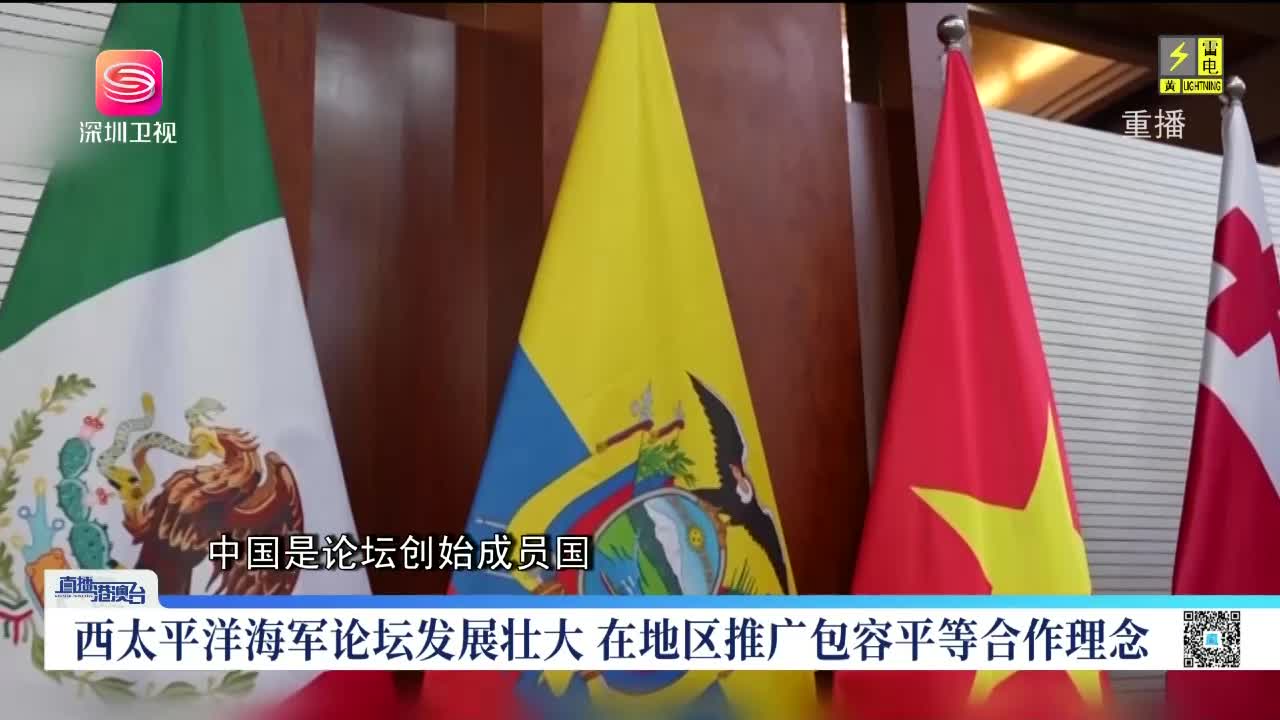 深圳卫视
雷电
黄 LIGHTNING
重播
中国是论坛创始成员国
直播港澳台
西太平洋海军论坛发展壮大 在地区推广包容平等合作理念